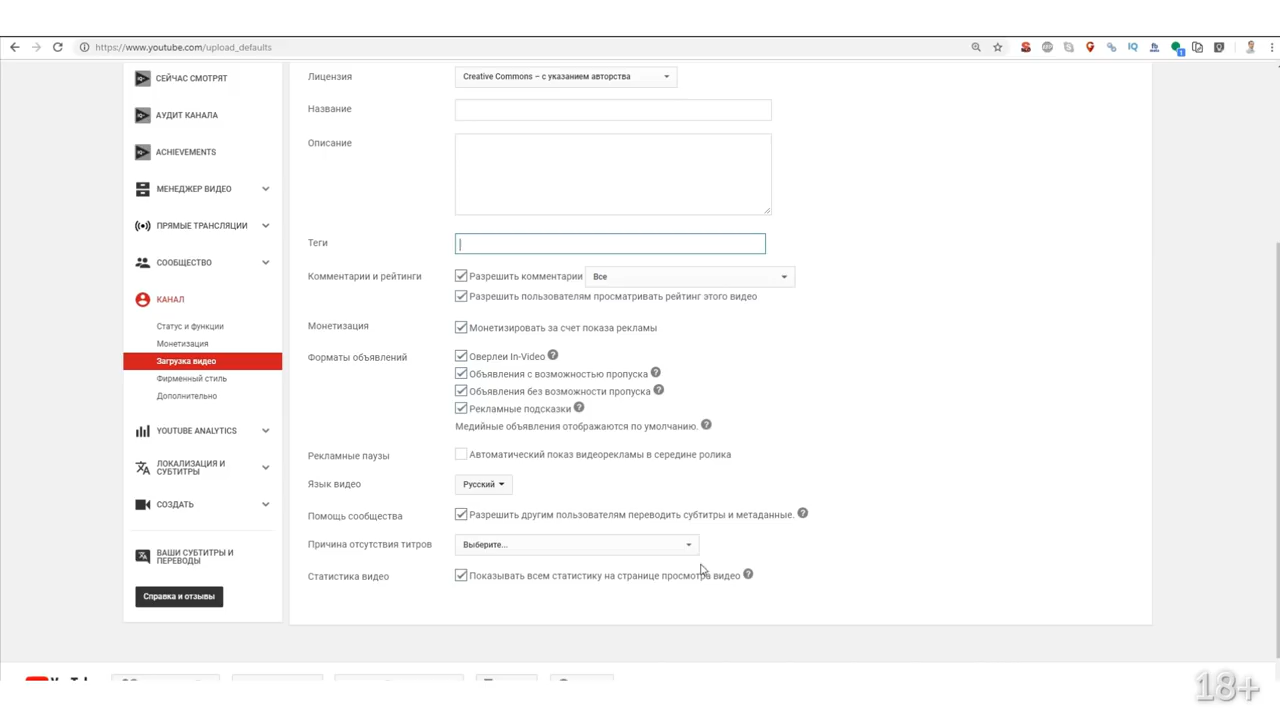 https://www.youtube.com/upload_defaults
СЕЙЧАС СМОТРЯТ
АУДИТ КАНАЛА
ACHIEVEMENTS
МЕНЕДЖЕР ВИДЕО
ПРЯМЫЕ ТРАНСЛЯЦИИ
СООБЩЕСТВО
КАНАЛ
Статус и функции
Монетизация
Загрузка видео
Фирменный стиль
Дополнительно
YOUTUBE ANALYTICS
ЛОКАЛИЗАЦИЯ И
СУБТИТРЫ
СОЗДАТЬ
ВАШИ СУБТИТРЫ И
ПЕРЕВОДЫ
Справка и отзывы
Лицензия Creative Commons – с указанием авторства
Название
Описание
Теги
Комментарии и рейтинги Разрешить комментарии Все
Разрешить пользователям просматривать рейтинг этого видео
Монетизация Монетизировать за счет показа рекламы
Форматы объявлений Оверлеи In-Video
Объявления с возможностью пропуска
Объявления без возможности пропуска
Рекламные подсказки
Медийные объявления отображаются по умолчанию.
Рекламные паузы Автоматический показ видеорекламы в середине ролика
Язык видео Русский
Помощь сообщества Разрешить другим пользователям переводить субтитры и метаданные.
Причина отсутствия титров Выберите...
Статистика видео Показывать всем статистику на странице просмотра видео
18+